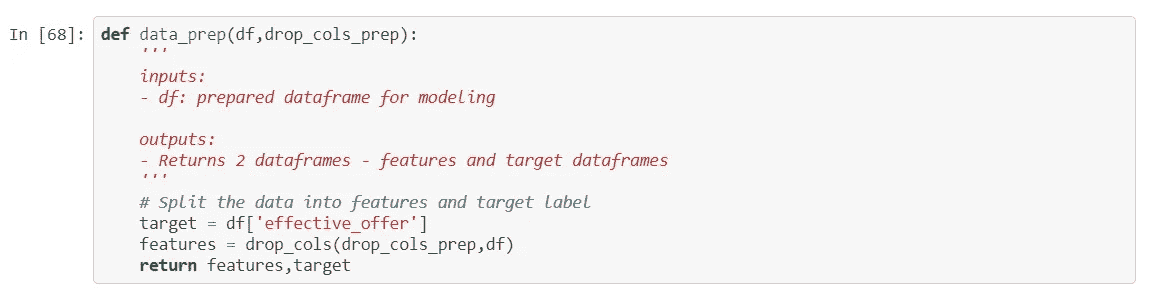 In [68]: def data_prep(df,drop_cols_prep):
    '''
    inputs:
    - df: prepared dataframe for modeling

    outputs:
    - Returns 2 dataframes - features and target dataframes
    '''
    # Split the data into features and target label
    target = df['effective_offer']
    features = drop_cols(drop_cols_prep,df)
    return features,target